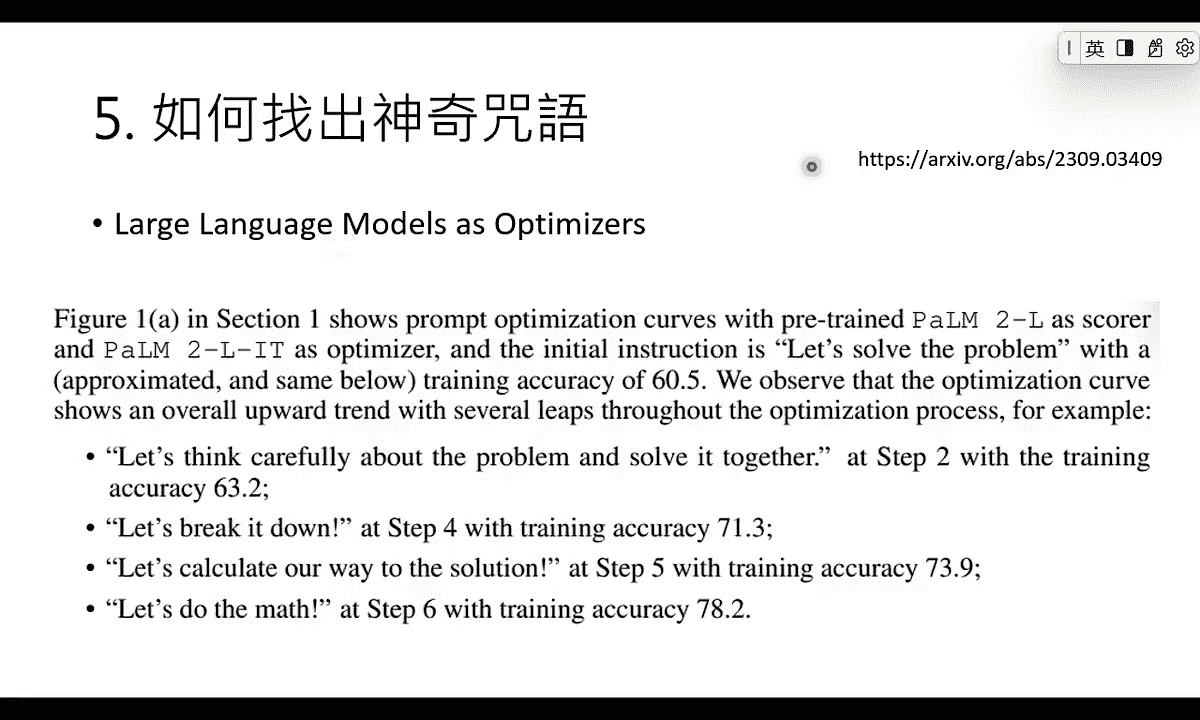 英
5. 如何找出神奇咒語
https://arxiv.org/abs/2309.03409
• Large Language Models as Optimizers
Figure 1(a) in Section 1 shows prompt optimization curves with pre-trained PaLM 2-L as scorer
and PaLM 2-L-IT as optimizer, and the initial instruction is “Let’s solve the problem” with a
(approximated, and same below) training accuracy of 60.5. We observe that the optimization curve
shows an overall upward trend with several leaps throughout the optimization process, for example:
• “Let’s think carefully about the problem and solve it together.” at Step 2 with the training
accuracy 63.2;
• “Let’s break it down!” at Step 4 with training accuracy 71.3;
• “Let’s calculate our way to the solution!” at Step 5 with training accuracy 73.9;
• “Let’s do the math!” at Step 6 with training accuracy 78.2.